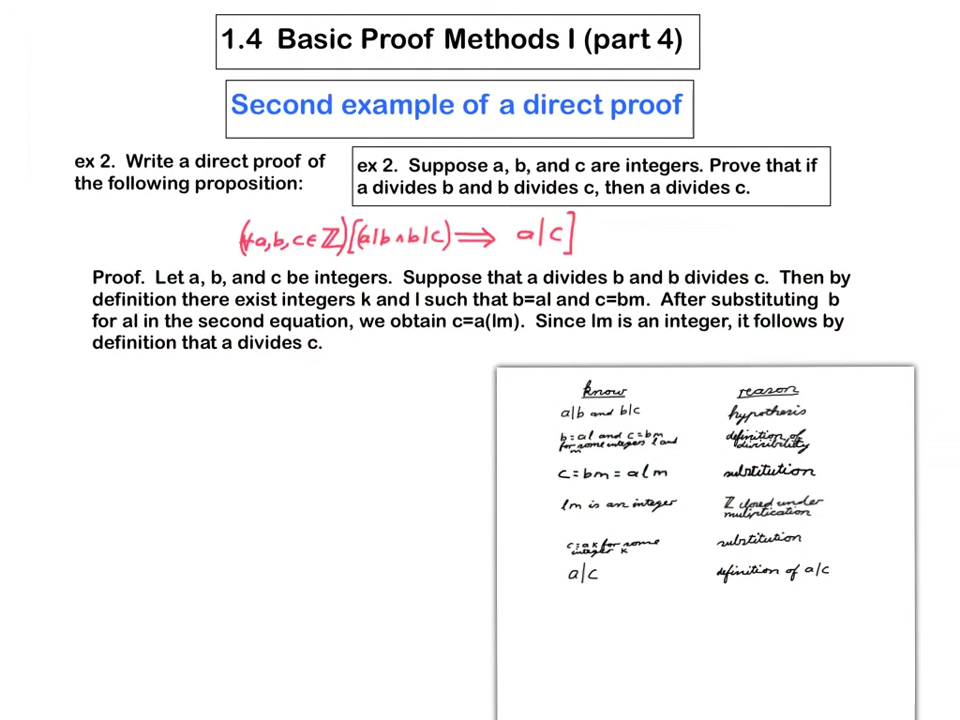 1.4 Basic Proof Methods I (part 4)
Second example of a direct proof
ex 2. Write a direct proof of
the following proposition:
ex 2. Suppose a, b, and c are integers. Prove that if
a divides b and b divides c, then a divides c.
(∀a,b,c∈ℤ)[(a|b ∧ b|c) ⟹ a|c]
Proof. Let a, b, and c be integers. Suppose that a divides b and b divides c. Then by
definition there exist integers k and l such that b=al and c=bm. After substituting b
for al in the second equation, we obtain c=a(lm). Since lm is an integer, it follows by
definition that a divides c.
know reason
a|b and b|c hypothesis
b=al and c=bm definition of
for some integers l and divisibility
m
c=bm=alm substitution
lm is an integer ℤ closed under
multiplication
c=ak for some substitution
integer k
a|c definition of a|c